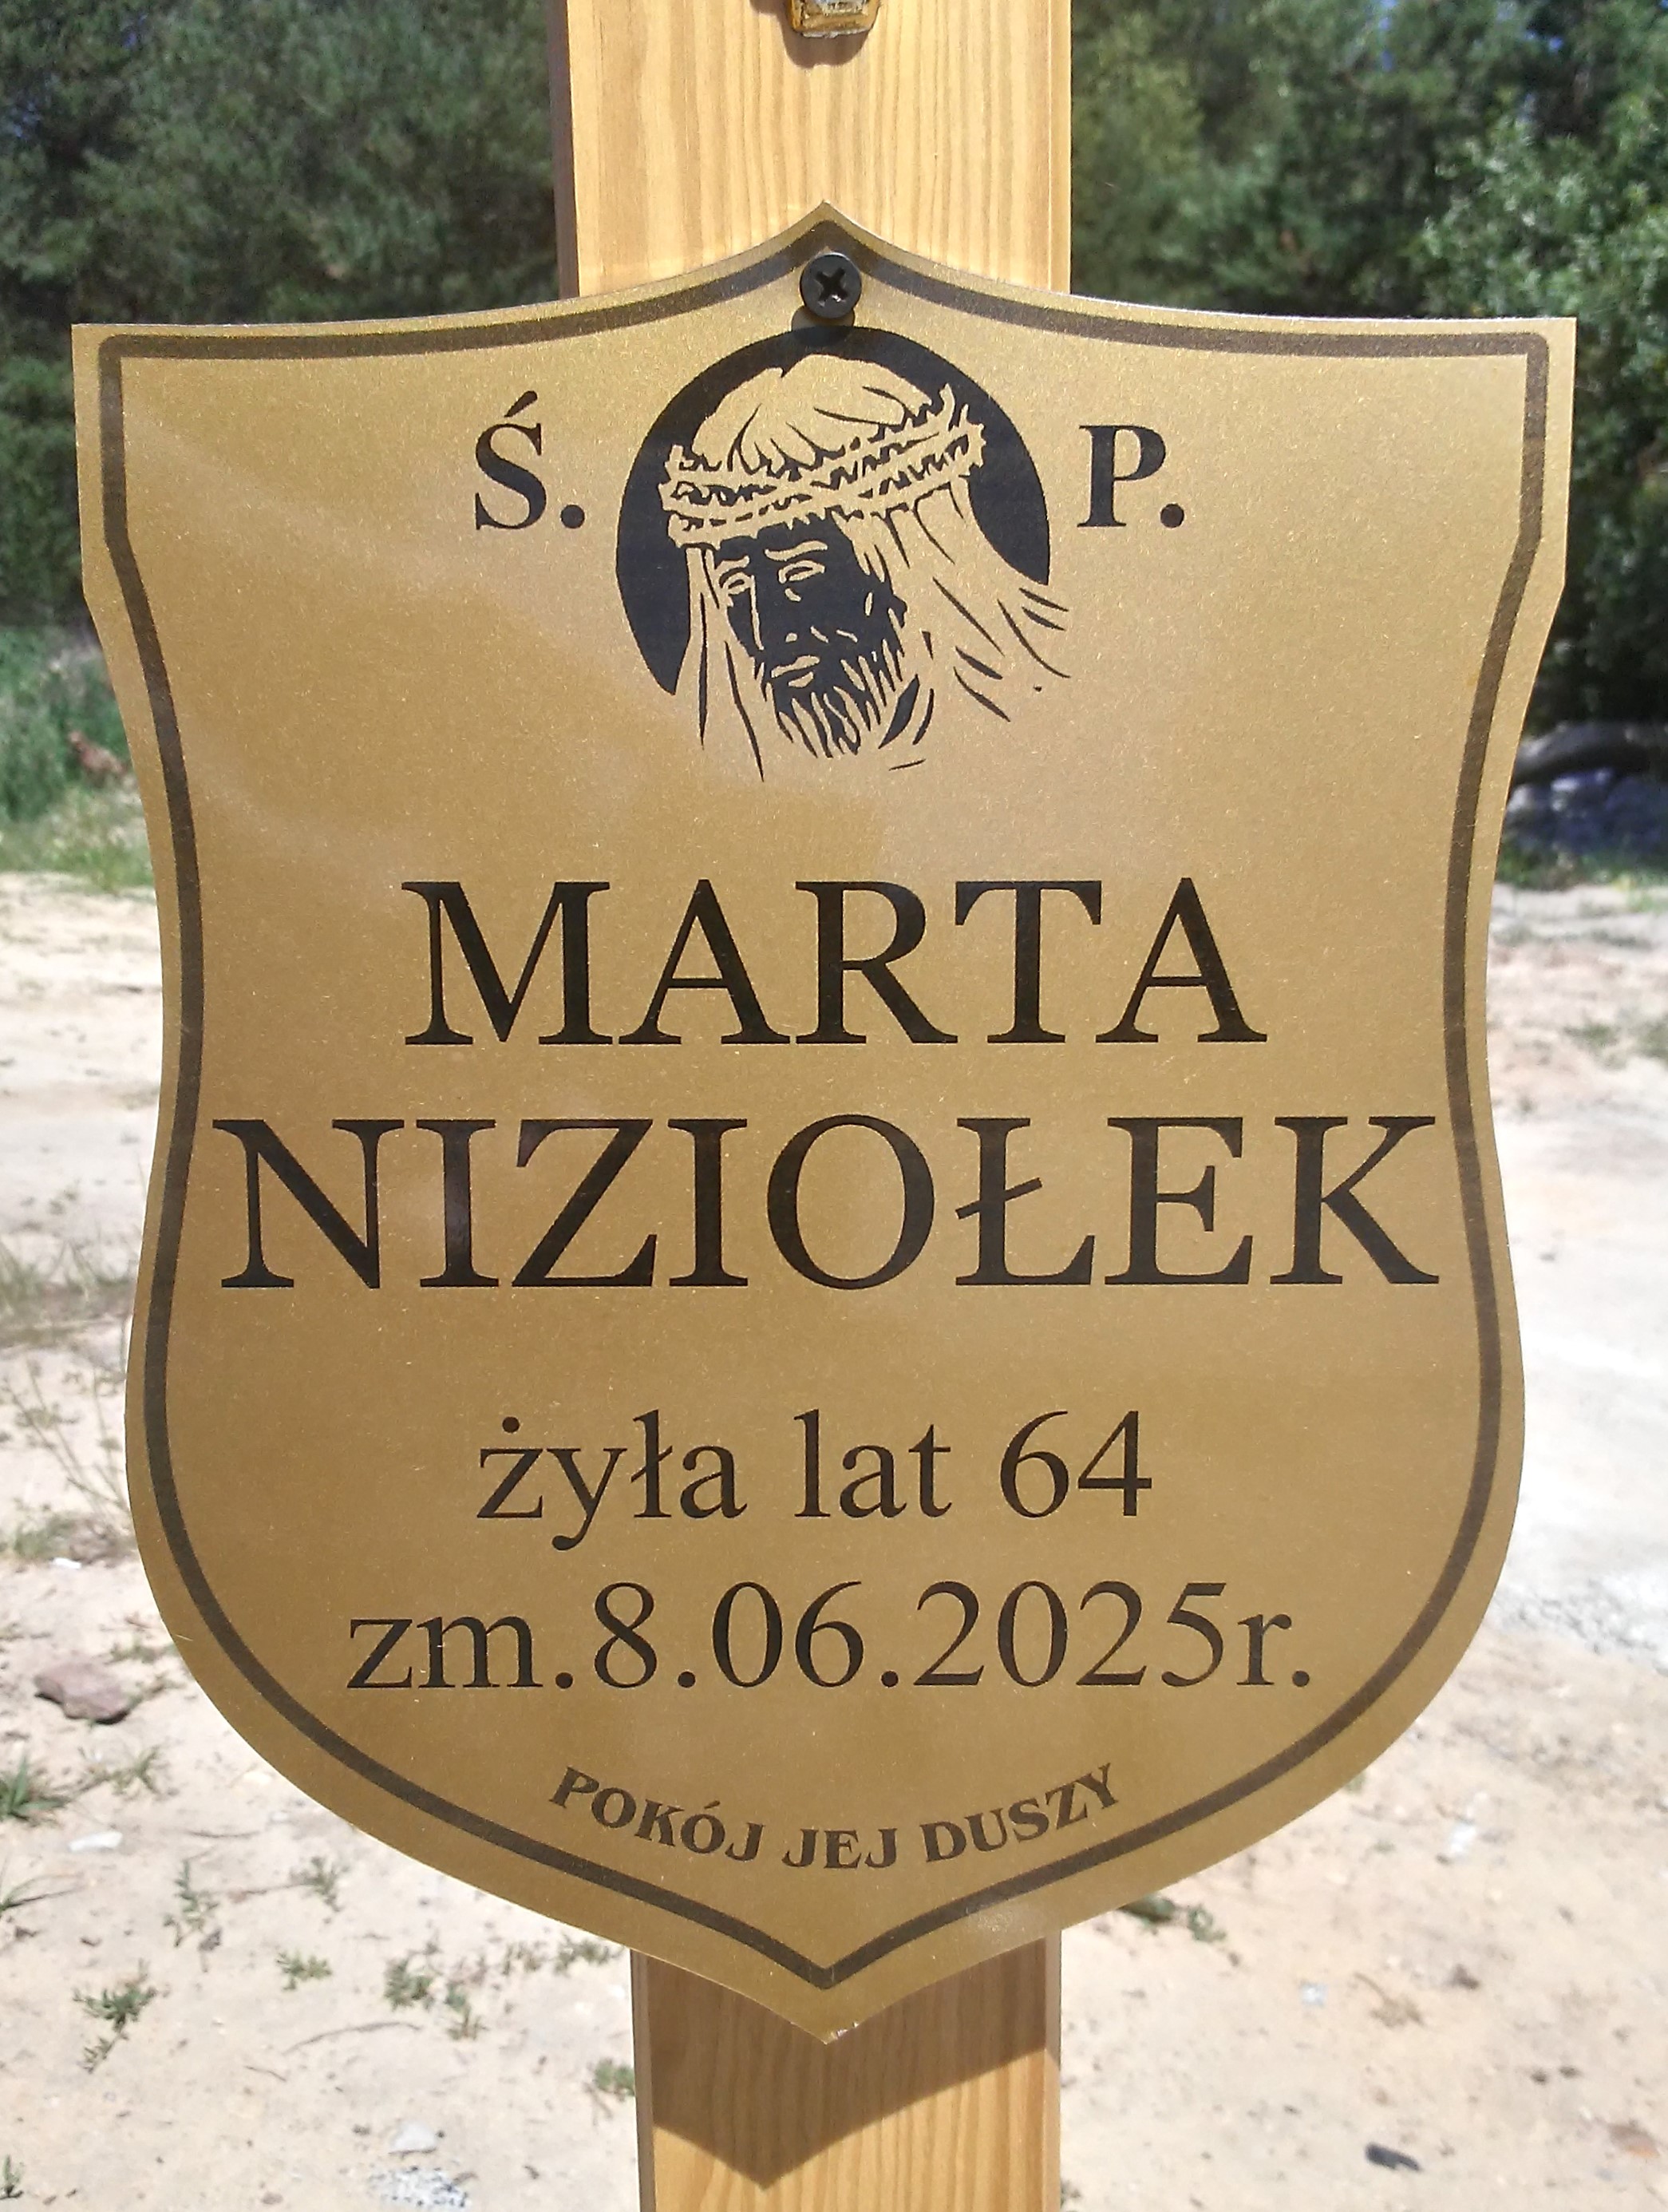 Ś. P.
MARTA
NIZIOŁEK
żyła lat 64
zm.8.06.2025r.
POKÓJ JEJ DUSZY